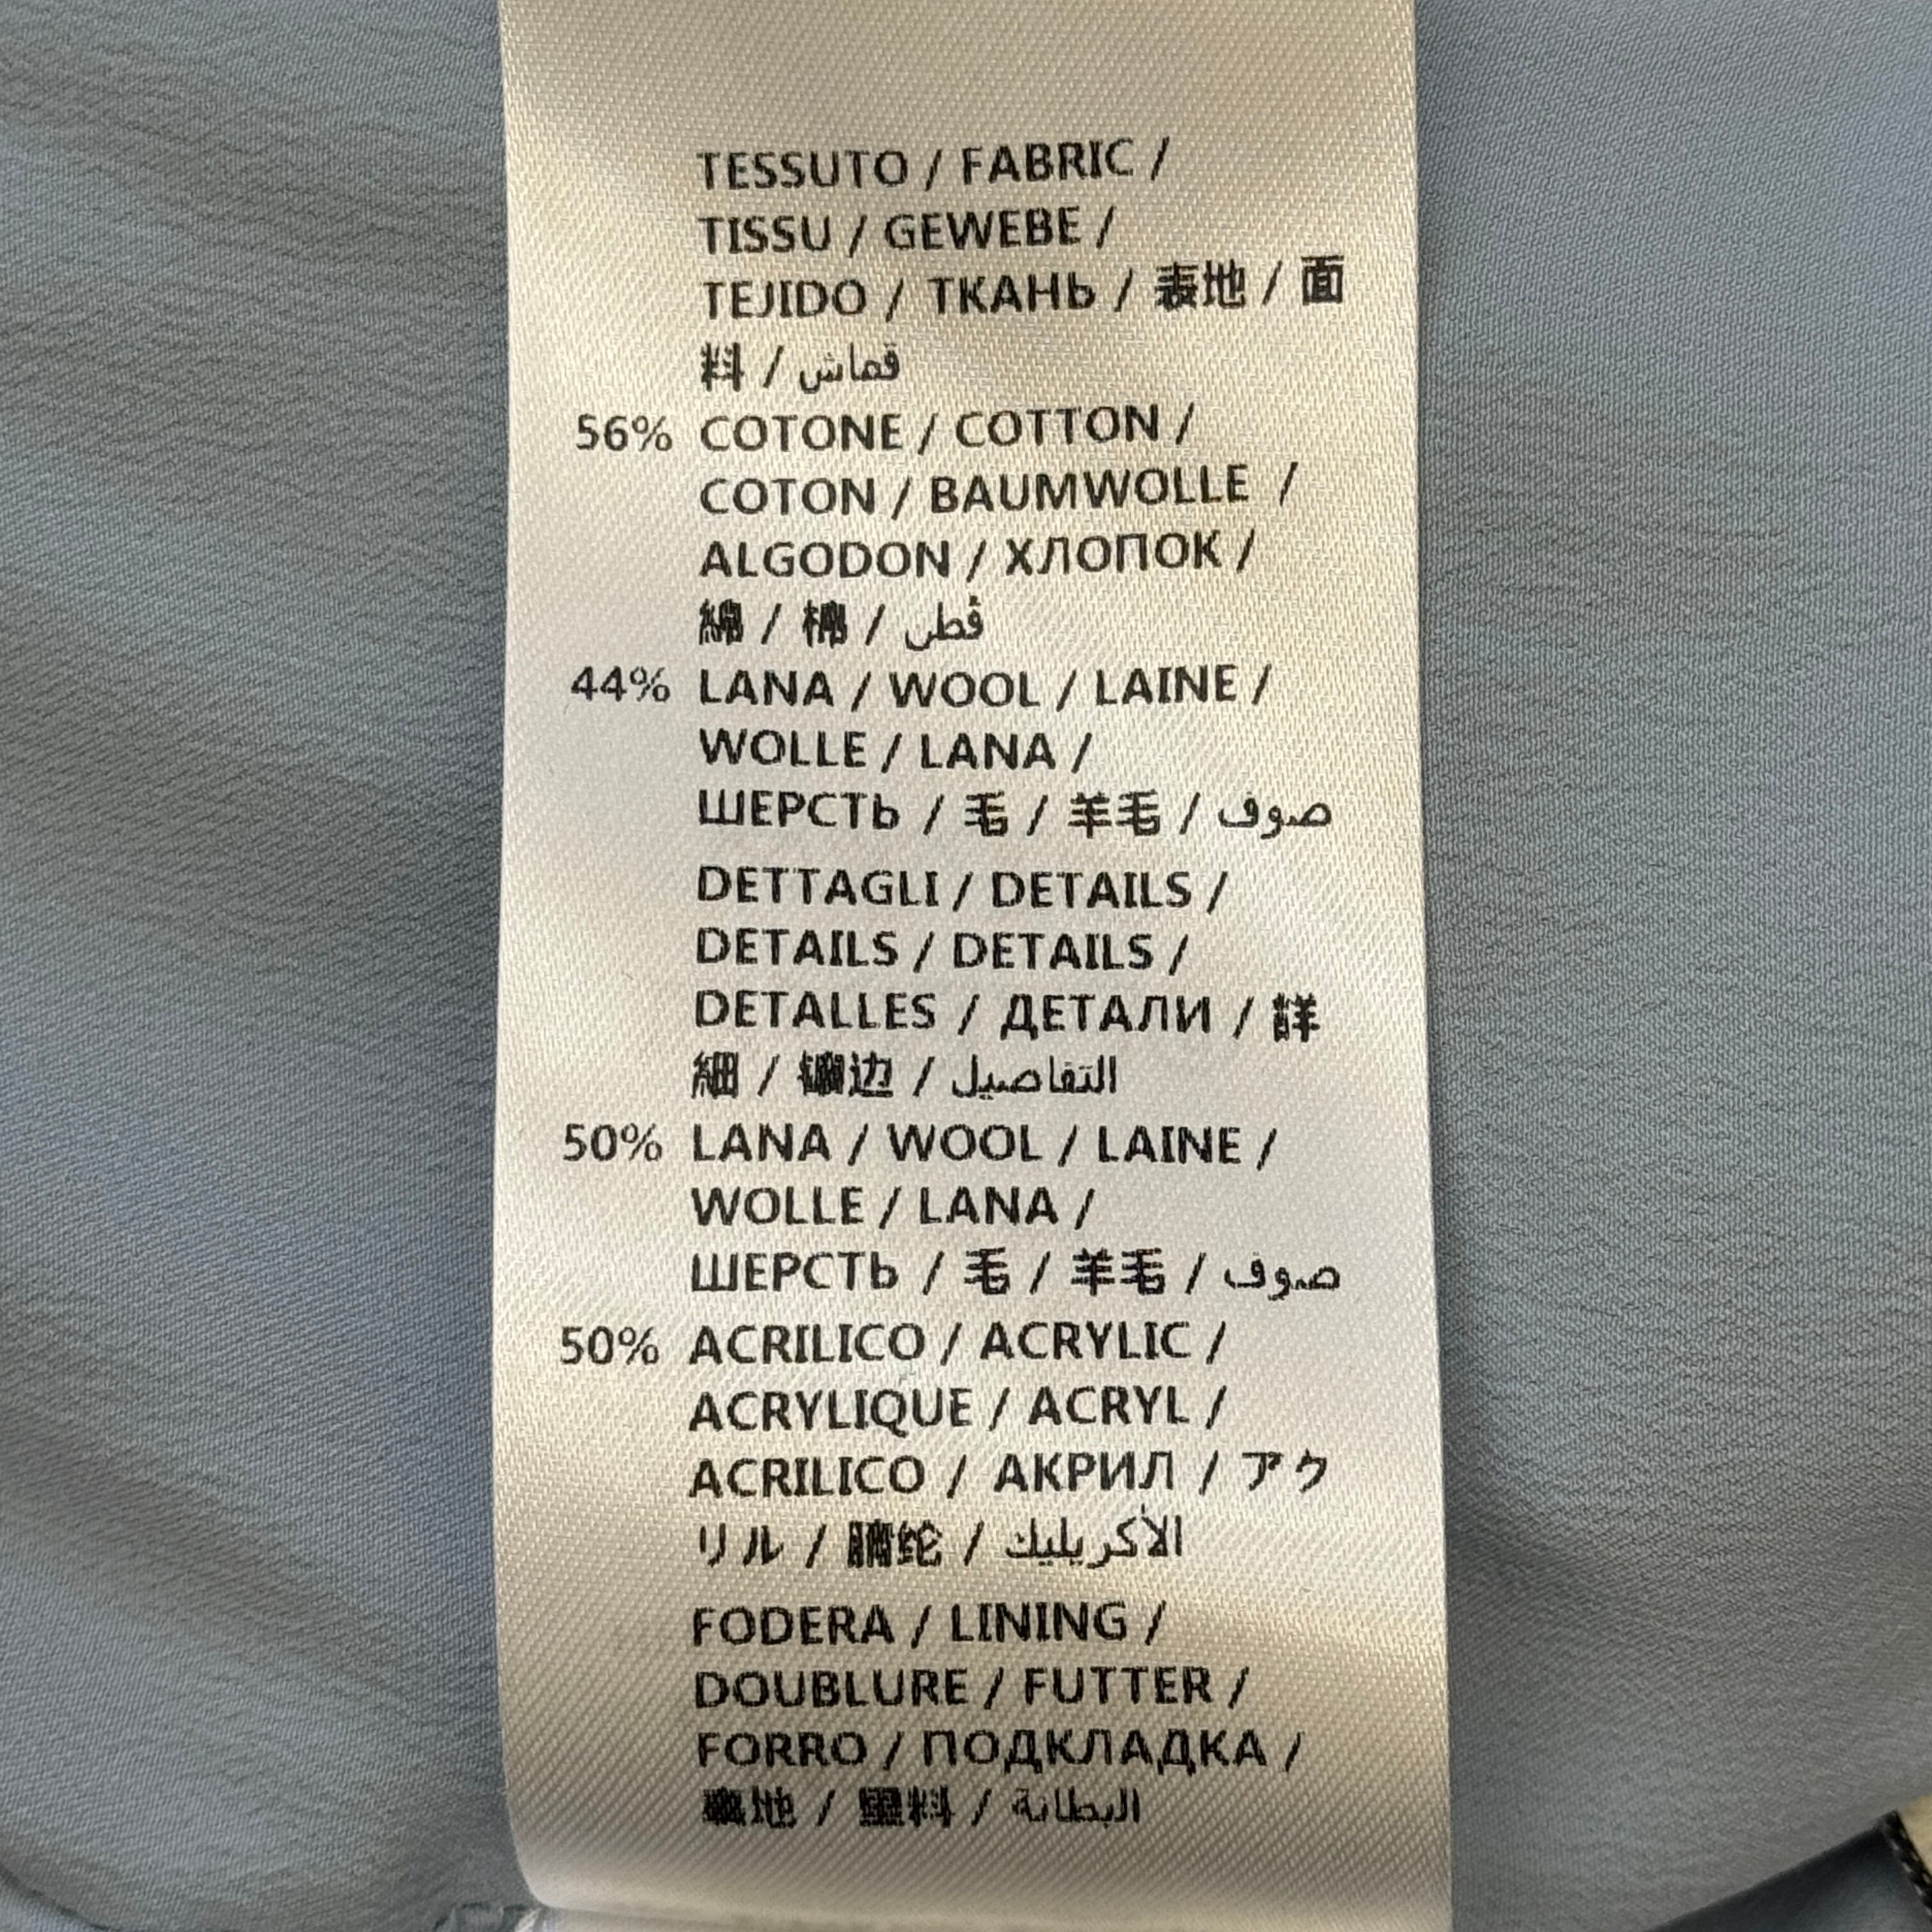 TESSUTO / FABRIC /
TISSU / GEWEBE /
TEJIDO / ТКАНЬ / 表地 / 面
料 / قماش
56% COTONE / COTTON /
COTON / BAUMWOLLE /
ALGODON / ХЛОПОК /
綿 / 棉 / قطن
44% LANA / WOOL / LAINE /
WOLLE / LANA /
ШЕРСТЬ / 毛 / 羊毛 / صوف
DETTAGLI / DETAILS /
DETAILS / DETAILS /
DETALLES / ДЕТАЛИ / 詳
細 / 镶边 / التفاصيل
50% LANA / WOOL / LAINE /
WOLLE / LANA /
ШЕРСТЬ / 毛 / 羊毛 / صوف
50% ACRILICO / ACRYLIC /
ACRYLIQUE / ACRYL /
ACRILICO / АКРИЛ / アク
リル / 腈纶 / الأكريليك
FODERA / LINING /
DOUBLURE / FUTTER /
FORRO / ПОДКЛАДКА /
裏地 / 里料 / البطانة